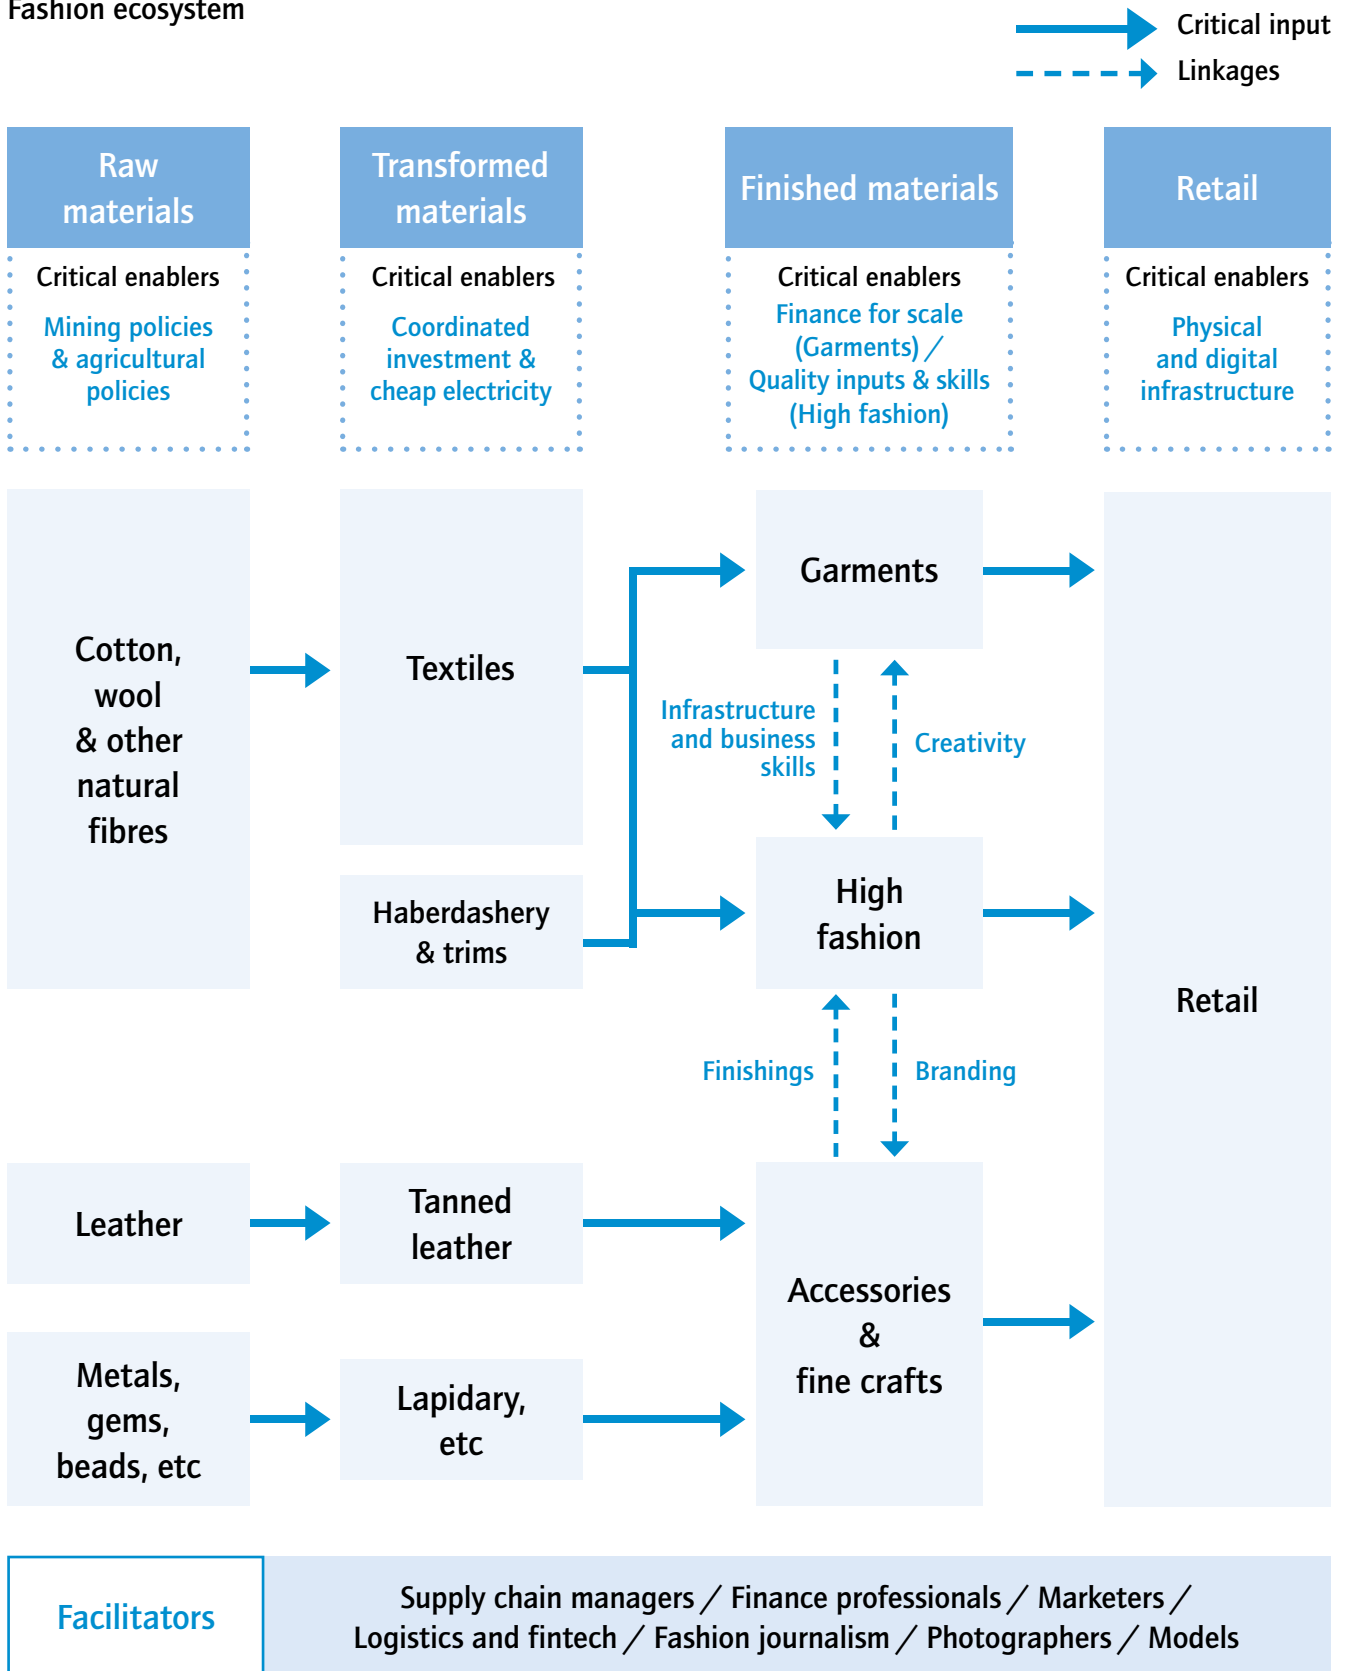 Fashion ecosystem
Critical input
Linkages
Raw
materials
Transformed
materials
Finished materials
Retail
Critical enablers
Mining policies
& agricultural
policies
Critical enablers
Coordinated
investment &
cheap electricity
Critical enablers
Finance for scale
(Garments) /
Quality inputs & skills
(High fashion)
Critical enablers
Physical
and digital
infrastructure
Cotton,
wool
& other
natural
fibres
Textiles
Haberdashery
& trims
Garments
Infrastructure
and business
skills
Creativity
High
fashion
Finishings
Branding
Retail
Leather
Tanned
leather
Accessories
&
fine crafts
Metals,
gems,
beads, etc
Lapidary,
etc
Facilitators
Supply chain managers / Finance professionals / Marketers /
Logistics and fintech / Fashion journalism / Photographers / Models